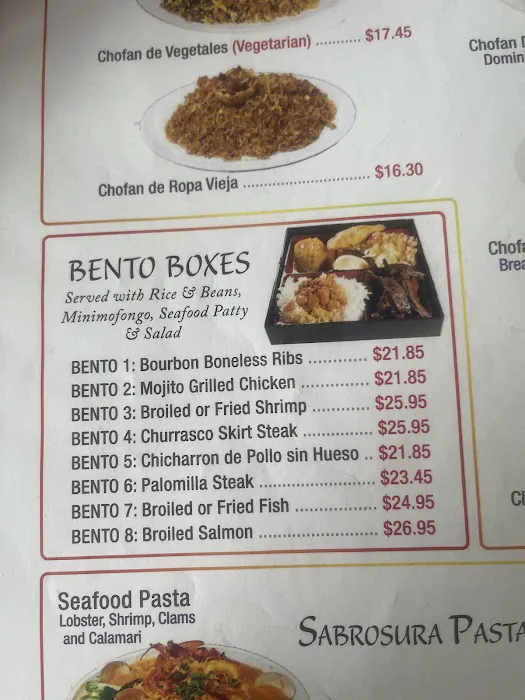 Chofan de Vegetales (Vegetarian) ........... $17.45
Chofan
Domin
Chofan de Ropa Vieja ............................... $16.30
BENTO BOXES
Served with Rice & Beans,
Minimofongo, Seafood Patty
& Salad
BENTO 1: Bourbon Boneless Ribs ............ $21.85
BENTO 2: Mojito Grilled Chicken .............. $21.85
BENTO 3: Broiled or Fried Shrimp ............ $25.95
BENTO 4: Churrasco Skirt Steak .............. $25.95
BENTO 5: Chicharron de Pollo sin Hueso .. $21.85
BENTO 6: Palomilla Steak ....................... $23.45
BENTO 7: Broiled or Fried Fish ................ $24.95
BENTO 8: Broiled Salmon ........................ $26.95
Chofa
Brea
Seafood Pasta
Lobster, Shrimp, Clams
and Calamari
SABROSURA PASTA